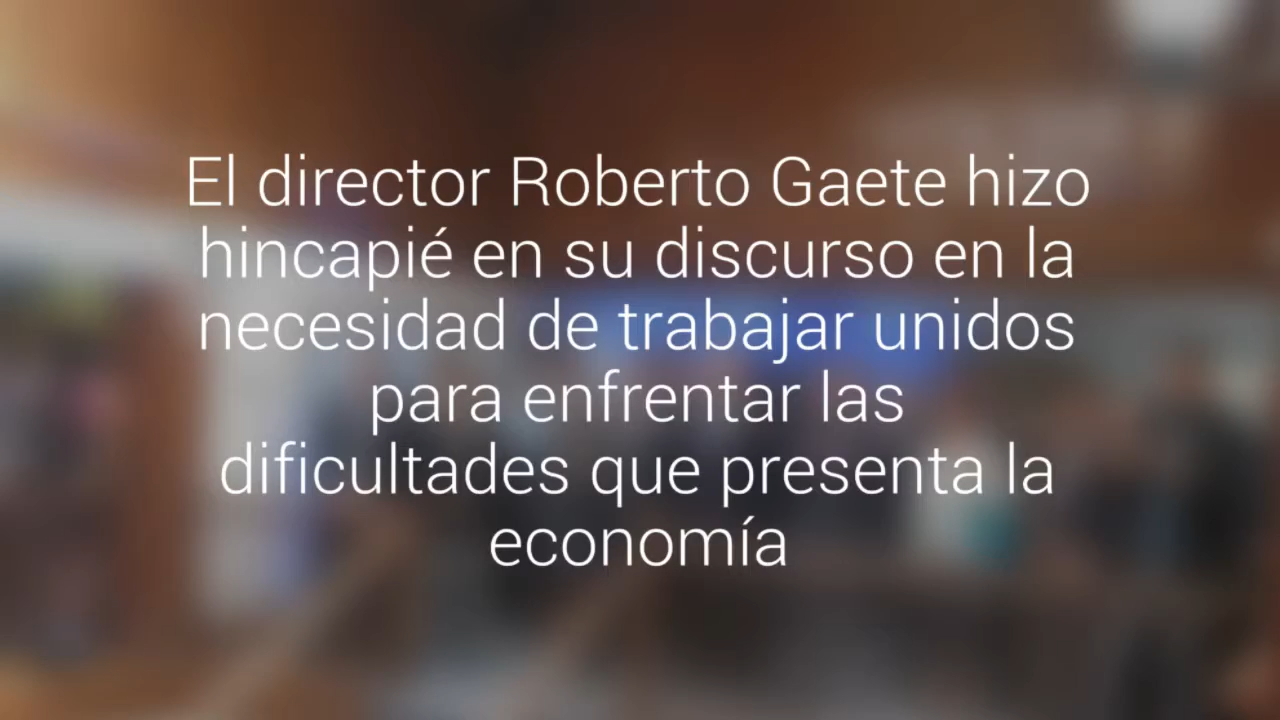 El director Roberto Gaete hizo
hincapié en su discurso en la
necesidad de trabajar unidos
para enfrentar las
dificultades que presenta la
economía